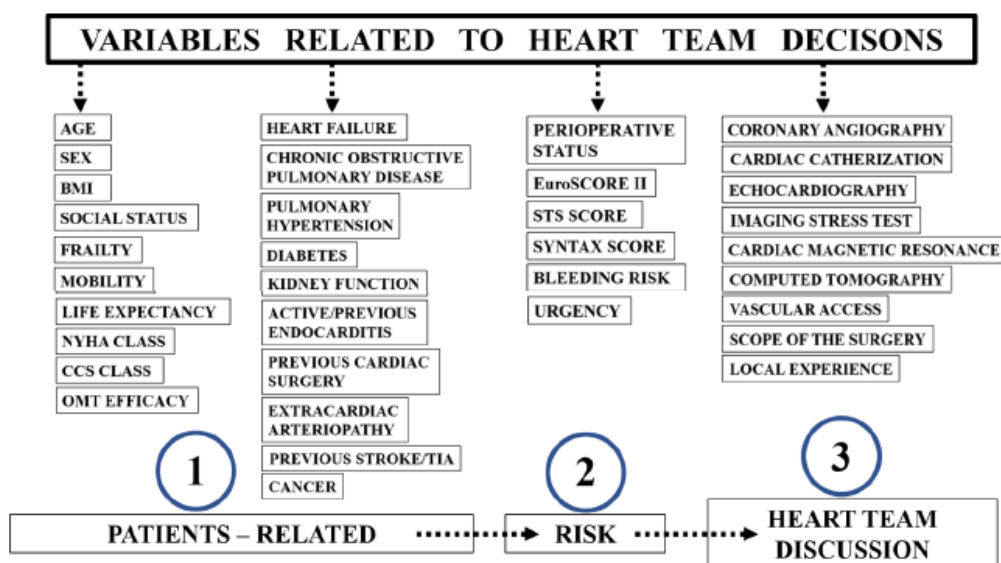 VARIABLES RELATED TO HEART TEAM DECISONS
AGE
SEX
BMI
SOCIAL STATUS
FRAILTY
MOBILITY
LIFE EXPECTANCY
NYHA CLASS
CCS CLASS
OMT EFFICACY
HEART FAILURE
CHRONIC OBSTRUCTIVE
PULMONARY DISEASE
PULMONARY
HYPERTENSION
DIABETES
KIDNEY FUNCTION
ACTIVE/PREVIOUS
ENDOCARDITIS
PREVIOUS CARDIAC
SURGERY
EXTRACARDIAC
ARTERIOPATHY
PREVIOUS STROKE/TIA
CANCER
PERIOPERATIVE
STATUS
EuroSCORE II
STS SCORE
SYNTAX SCORE
BLEEDING RISK
URGENCY
CORONARY ANGIOGRAPHY
CARDIAC CATHERIZATION
ECHOCARDIOGRAPHY
IMAGING STRESS TEST
CARDIAC MAGNETIC RESONANCE
COMPUTED TOMOGRAPHY
VASCULAR ACCESS
SCOPE OF THE SURGERY
LOCAL EXPERIENCE
1
2
3
PATIENTS – RELATED
RISK
HEART TEAM
DISCUSSION